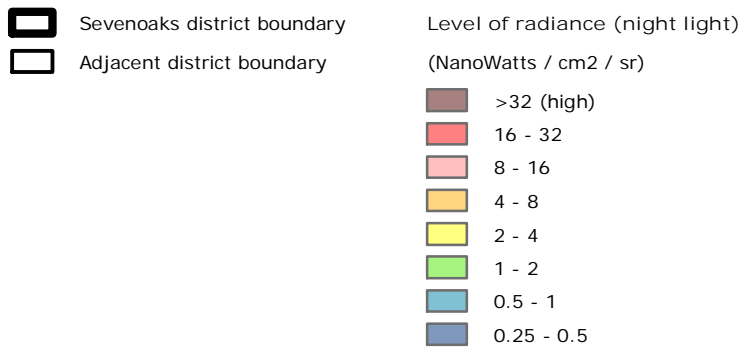 Sevenoaks district boundary
Adjacent district boundary
Level of radiance (night light)
(NanoWatts / cm2 / sr)
>32 (high)
16 - 32
8 - 16
4 - 8
2 - 4
1 - 2
0.5 - 1
0.25 - 0.5